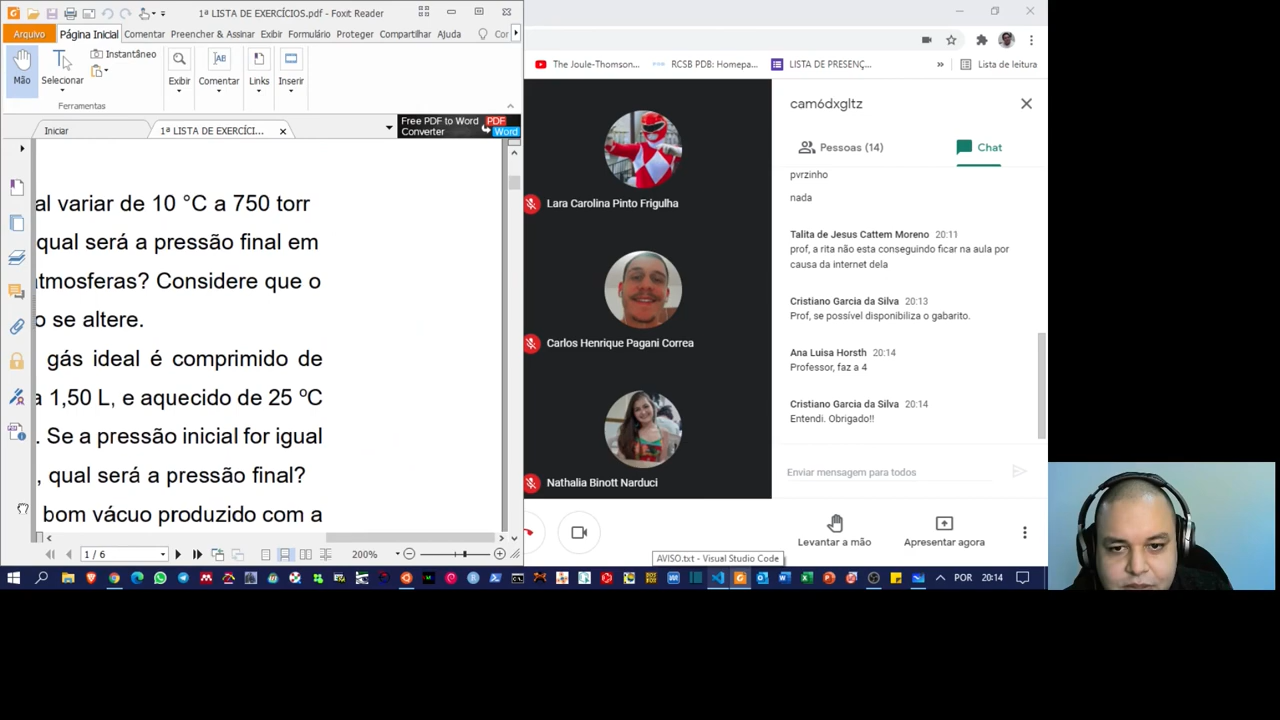 1ª LISTA DE EXERCÍCIOS.pdf - Foxit Reader
Arquivo Página Inicial Comentar Preencher & Assinar Exibir Formulário Proteger Compartilhar Ajuda
Mão
Selecionar
Instantâneo
Exibir
Comentar
Links
Inserir
Ferramentas
Iniciar
1ª LISTA DE EXERCÍCI...
Free PDF to Word
Converter
PDF
Word
al variar de 10 °C a 750 torr
qual será a pressão final em
tmosferas? Considere que o
o se altere.
gás ideal é comprimido de
a 1,50 L, e aquecido de 25 ºC
. Se a pressão inicial for igual
, qual será a pressão final?
bom vácuo produzido com a
1 / 6
200%
The Joule-Thomson...
RCSB PDB: Homepa...
LISTA DE PRESENÇ...
»
Lista de leitura
Lara Carolina Pinto Frigulha
Carlos Henrique Pagani Correa
Nathalia Binott Narduci
camódxgltz
Pessoas (14)
Chat
pvrzinho
nada
Talita de Jesus Cattem Moreno 20:11
prof, a rita não esta conseguindo ficar na aula por
causa da internet dela
Cristiano Garcia da Silva 20:13
Prof, se possível disponibiliza o gabarito.
Ana Luisa Horsth 20:14
Professor, faz a 4
Cristiano Garcia da Silva 20:14
Entendi. Obrigado!!
Enviar mensagem para todos
Levantar a mão
Apresentar agora
AVISO.txt - Visual Studio Code
POR 20:14